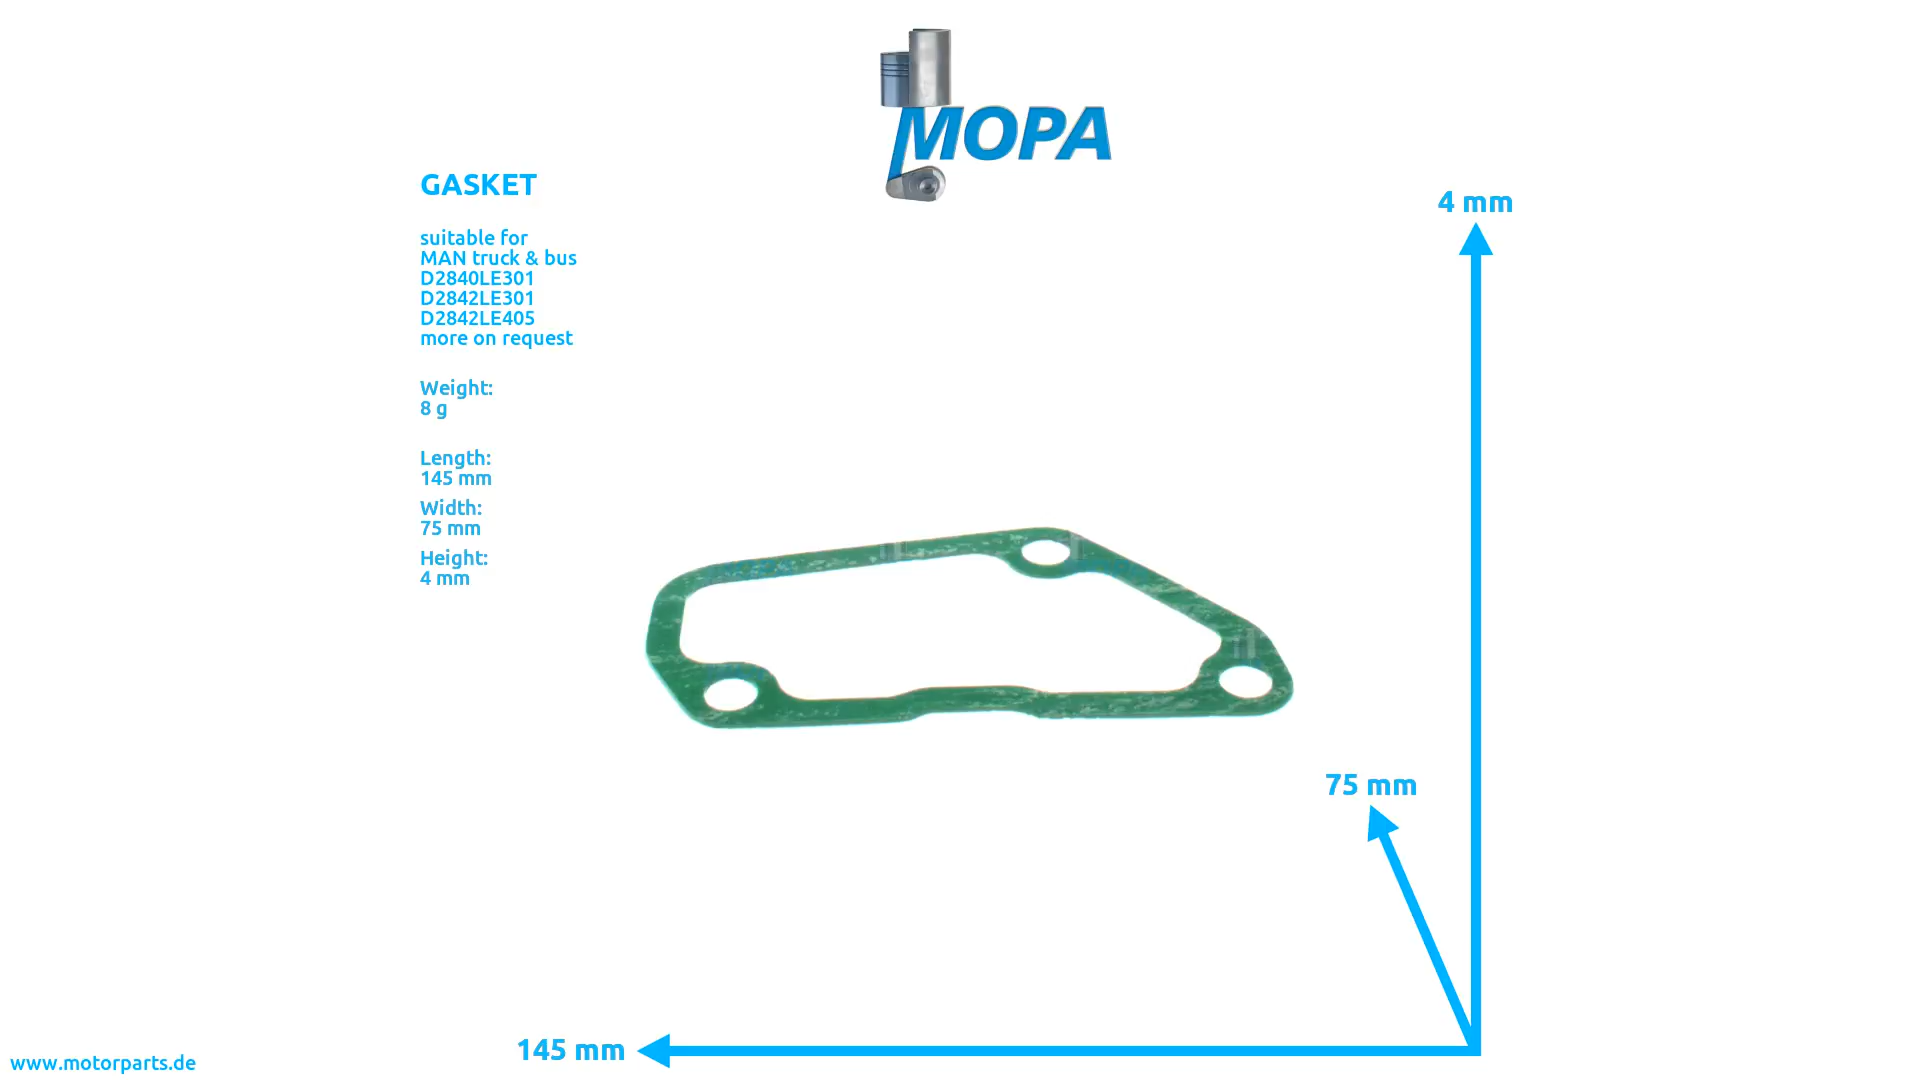 MOPA
GASKET
suitable for
MAN truck & bus
D2840LE301
D2842LE301
D2842LE405
more on request
Weight:
8 g
Length:
145 mm
Width:
75 mm
Height:
4 mm
4 mm
75 mm
145 mm
www.motorparts.de